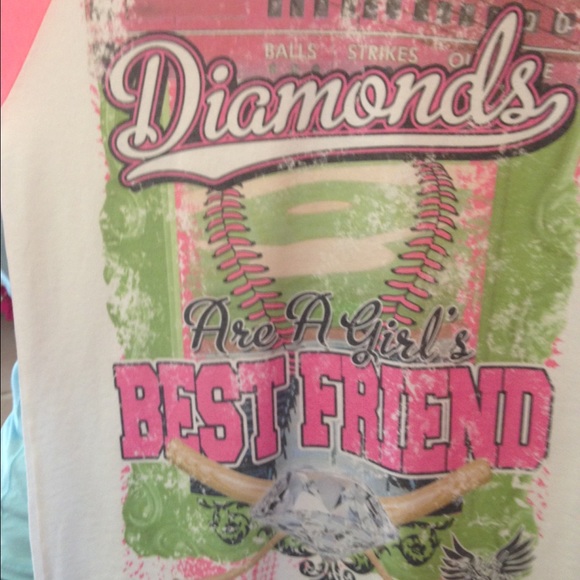 BALLS STRIKES
Diamonds
Are A Girl's
BEST FRIEND